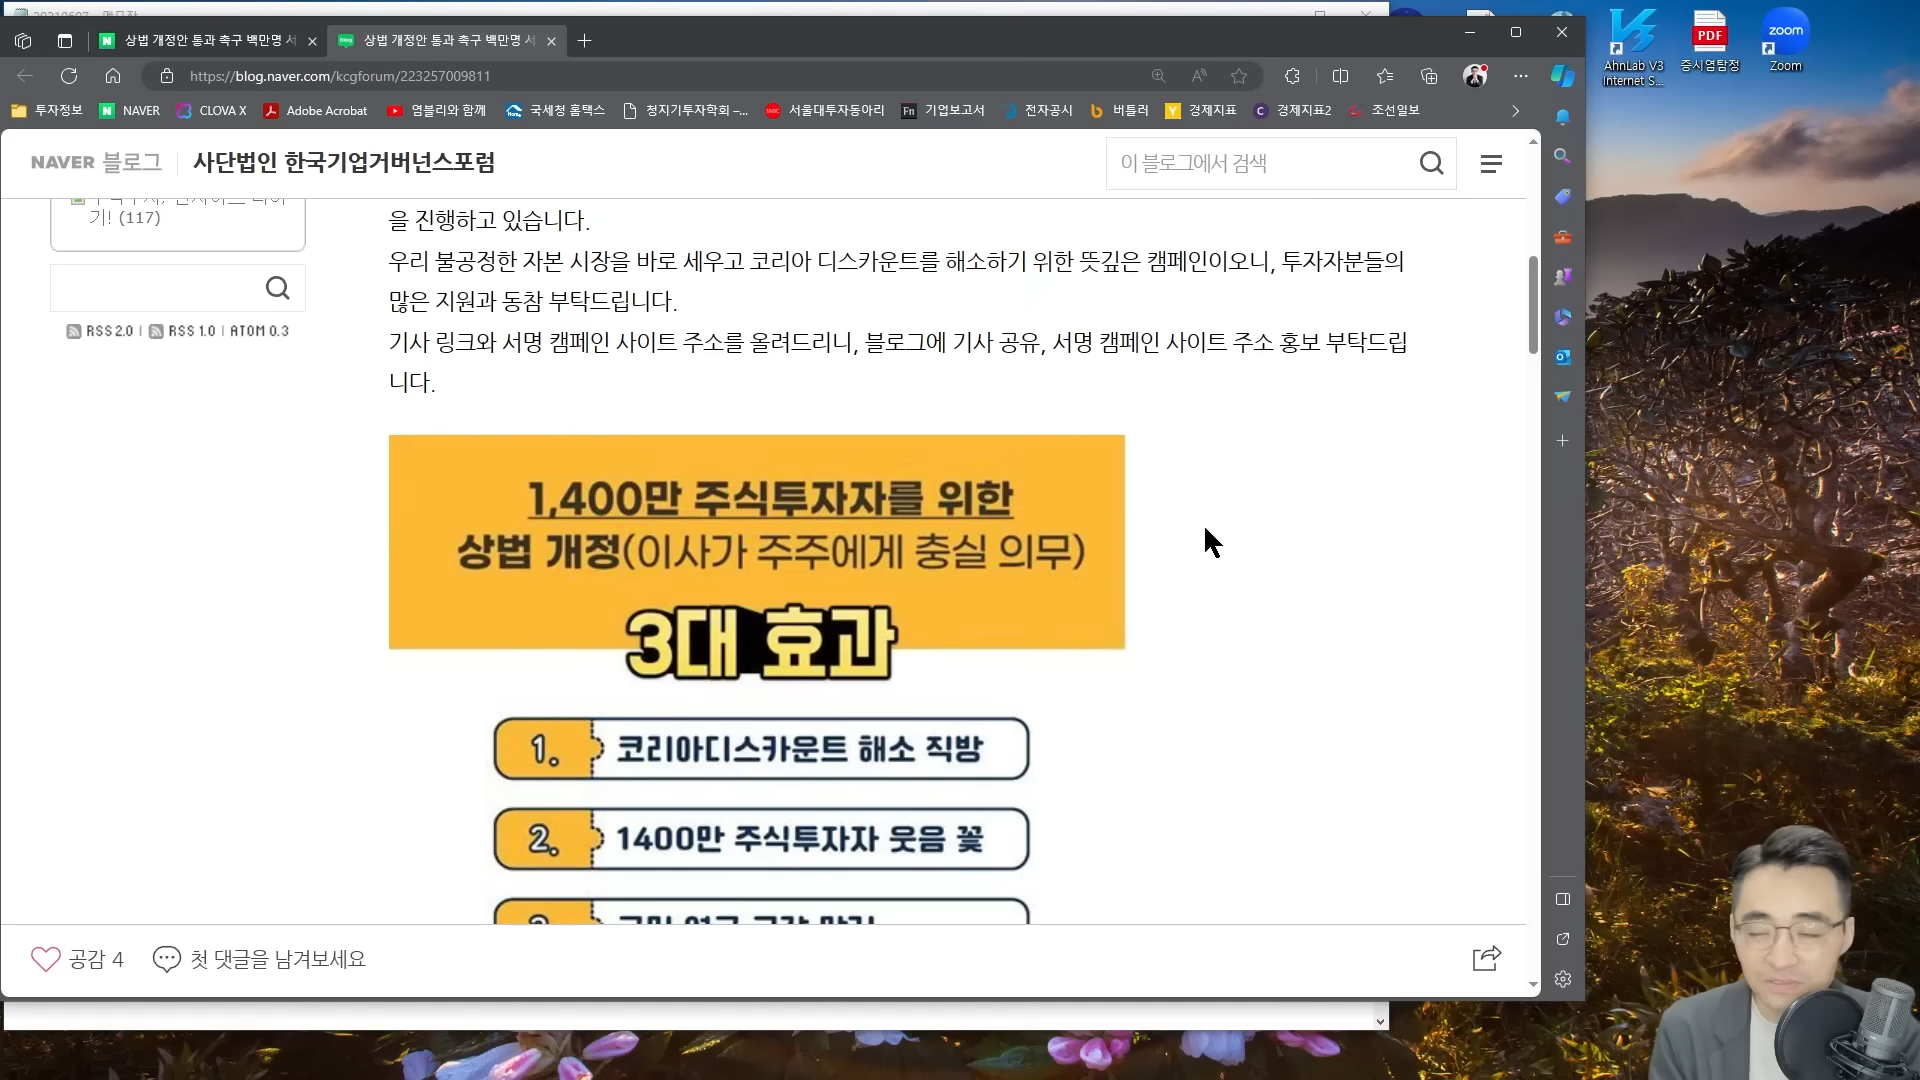 상법 개정안 통과 촉구 백만명 서
상법 개정안 통과 촉구 백만명 서
https://blog.naver.com/kcgforum/223257009811
투자정보
NAVER
CLOVA X
Adobe Acrobat
염블리와 함께
국세청 홈택스
청지기투자학회 –...
서울대투자동아리
기업보고서
전자공시
버틀러
경제지표
경제지표2
조선일보
NAVER 블로그
사단법인 한국기업거버넌스포럼
이 블로그에서 검색
기! (117)
RSS 2.0 | RSS 1.0 | ATOM 0.3
을 진행하고 있습니다.
우리 불공정한 자본 시장을 바로 세우고 코리아 디스카운트를 해소하기 위한 뜻깊은 캠페인이오니, 투자자분들의
많은 지원과 동참 부탁드립니다.
기사 링크와 서명 캠페인 사이트 주소를 올려드리니, 블로그에 기사 공유, 서명 캠페인 사이트 주소 홍보 부탁드립
니다.
1,400만 주식투자자를 위한
상법 개정(이사가 주주에게 충실 의무)
3대 효과
1. 코리아디스카운트 해소 직방
2. 1400만 주식투자자 웃음 꽃
공감 4
첫 댓글을 남겨보세요
AhnLab V3
Internet S...
PDF
증시염탐정
zoom
Zoom